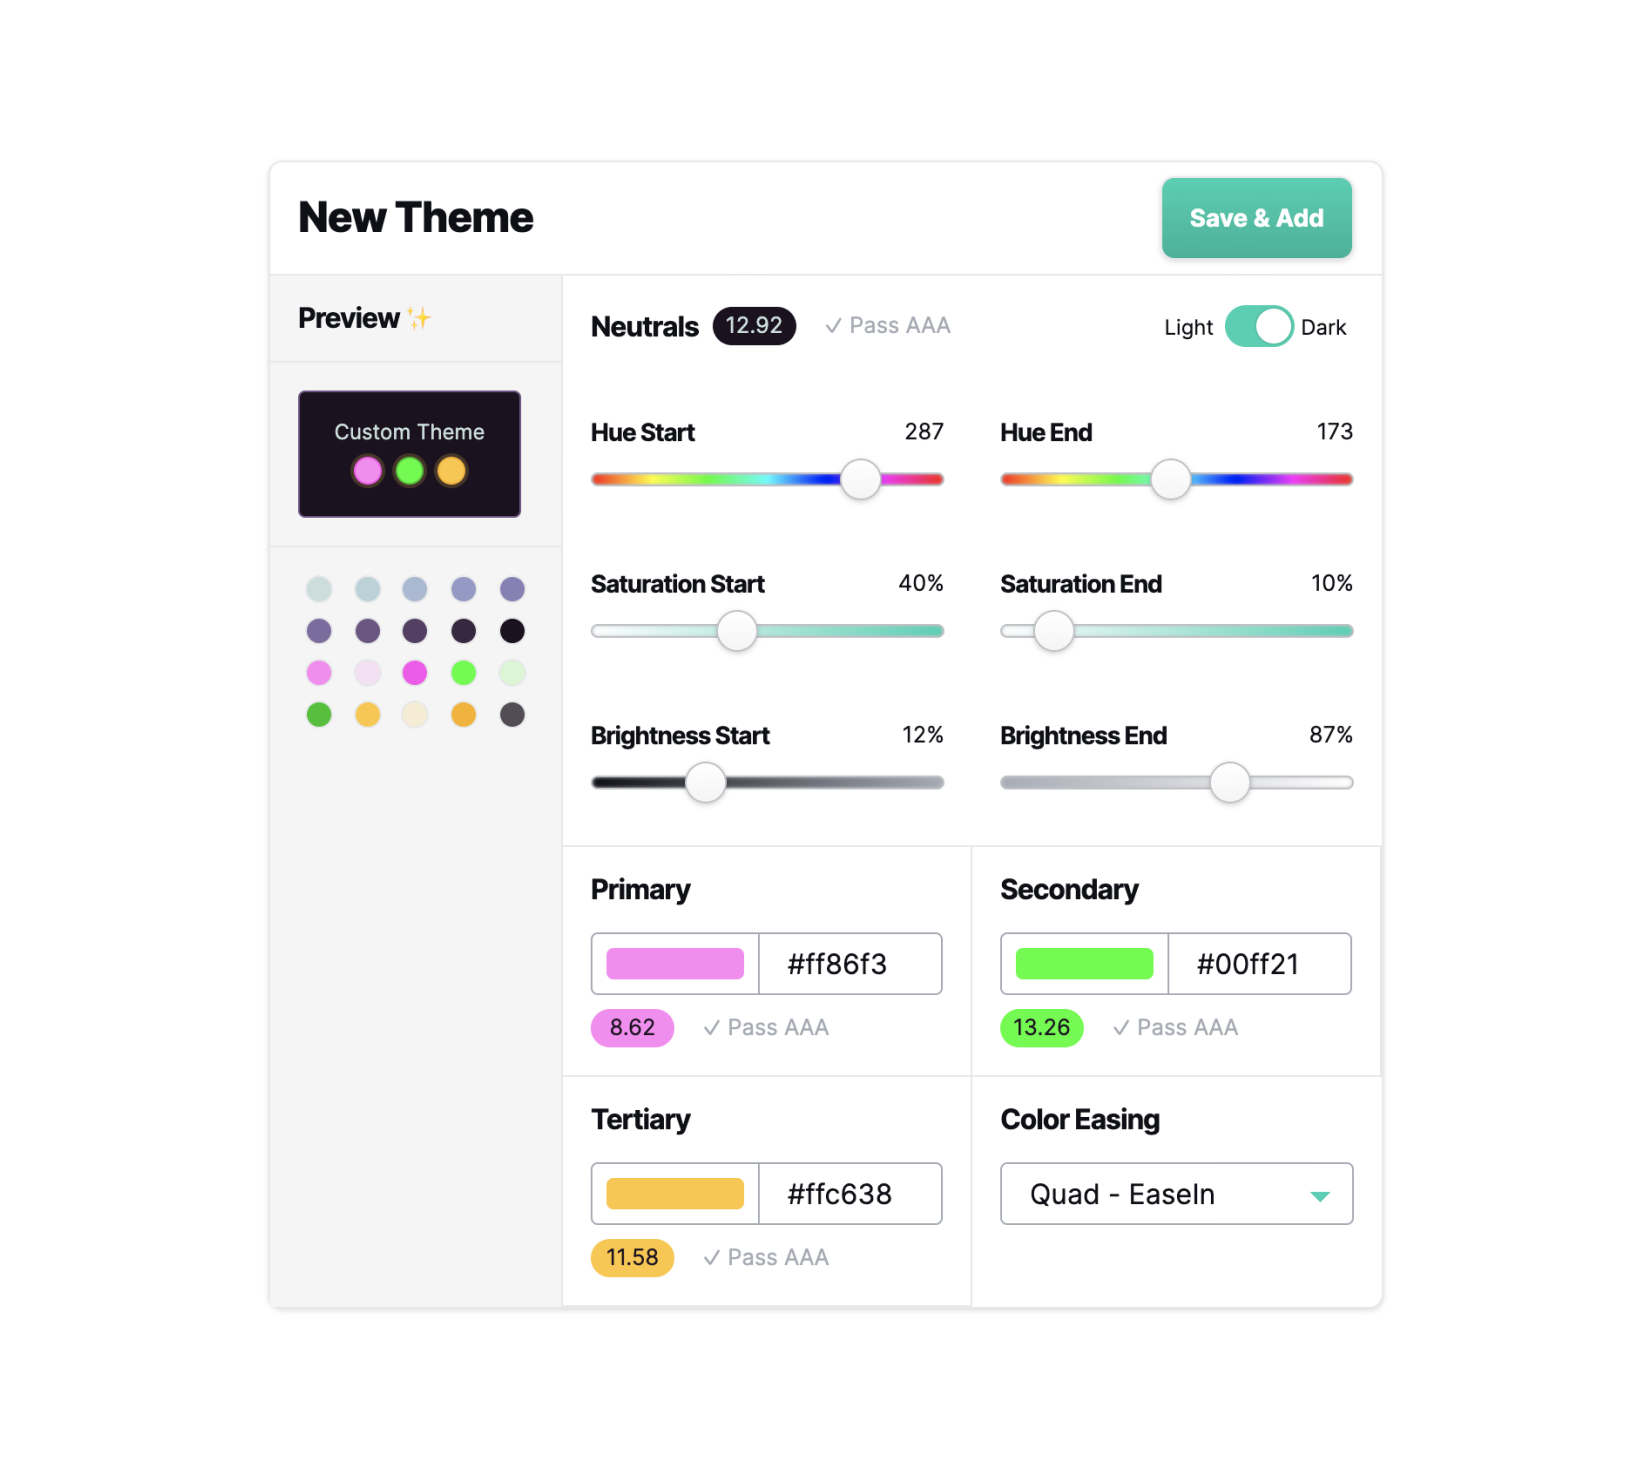 New Theme
Save & Add
Preview✨
Neutrals 12.92 ✓ Pass AAA
Light Dark
Custom Theme
Hue Start 287
Hue End 173
Saturation Start 40%
Saturation End 10%
Brightness Start 12%
Brightness End 87%
Primary
#ff86f3
8.62 ✓ Pass AAA
Secondary
#00ff21
13.26 ✓ Pass AAA
Tertiary
#ffc638
11.58 ✓ Pass AAA
Color Easing
Quad - EaseIn